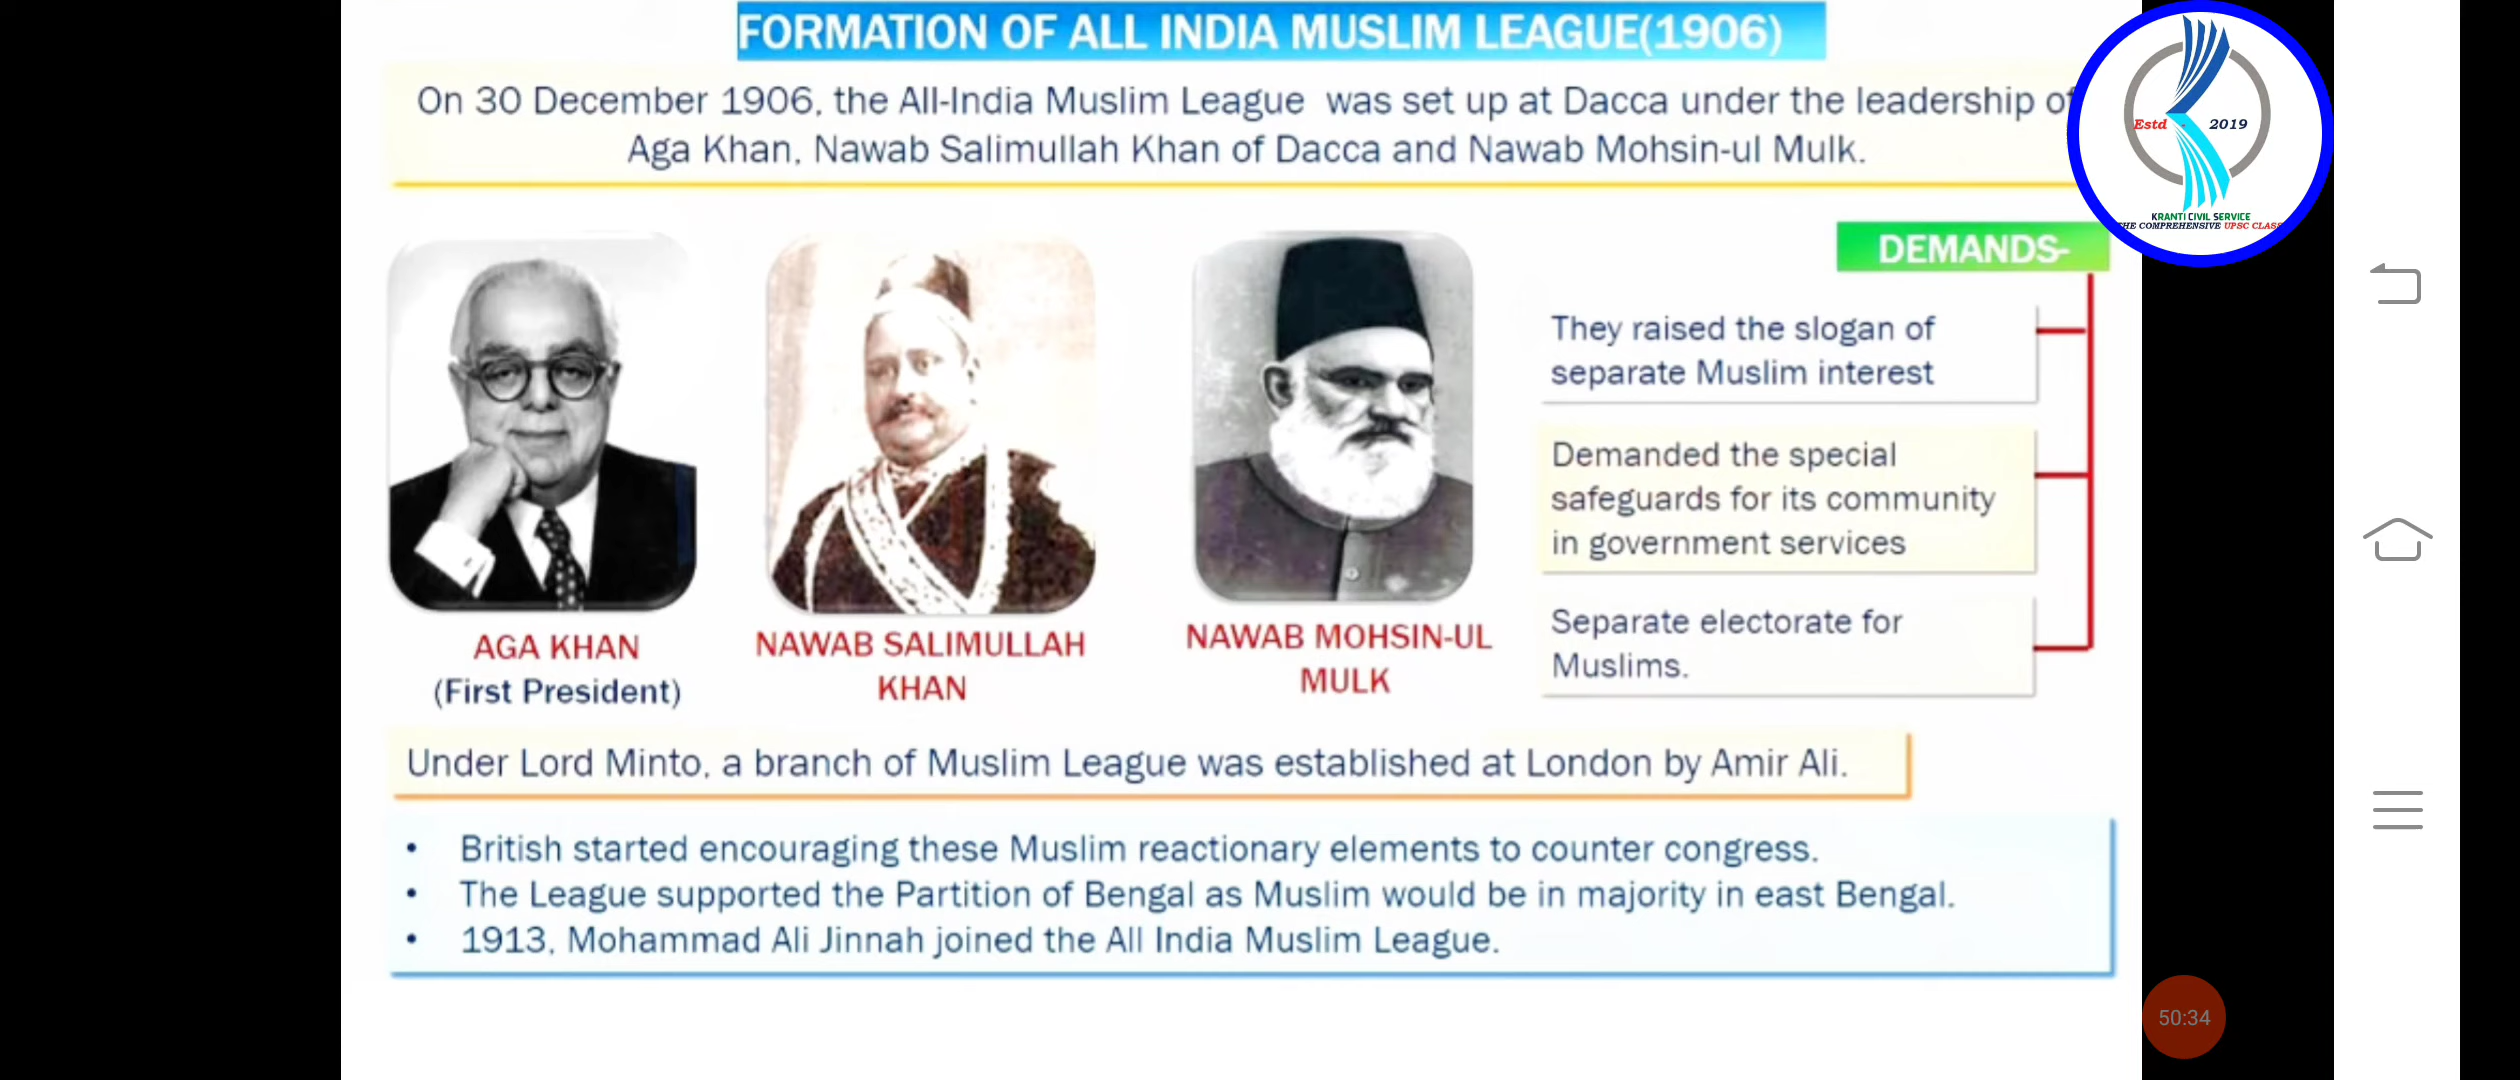 FORMATION OF ALL INDIA MUSLIM LEAGUE(1906)
On 30 December 1906, the All-India Muslim League was set up at Dacca under the leadership of
Aga Khan, Nawab Salimullah Khan of Dacca and Nawab Mohsin-ul Mulk.
Estd - 2019
KRANTI CIVIL SERVICE
THE COMPREHENSIVE UPSC CLASS
DEMANDS-
They raised the slogan of
separate Muslim interest
Demanded the special
safeguards for its community
in government services
Separate electorate for
Muslims.
AGA KHAN
(First President)
NAWAB SALIMULLAH
KHAN
NAWAB MOHSIN-UL
MULK
Under Lord Minto, a branch of Muslim League was established at London by Amir Ali.
• British started encouraging these Muslim reactionary elements to counter congress.
• The League supported the Partition of Bengal as Muslim would be in majority in east Bengal.
• 1913, Mohammad Ali Jinnah joined the All India Muslim League.
50:34